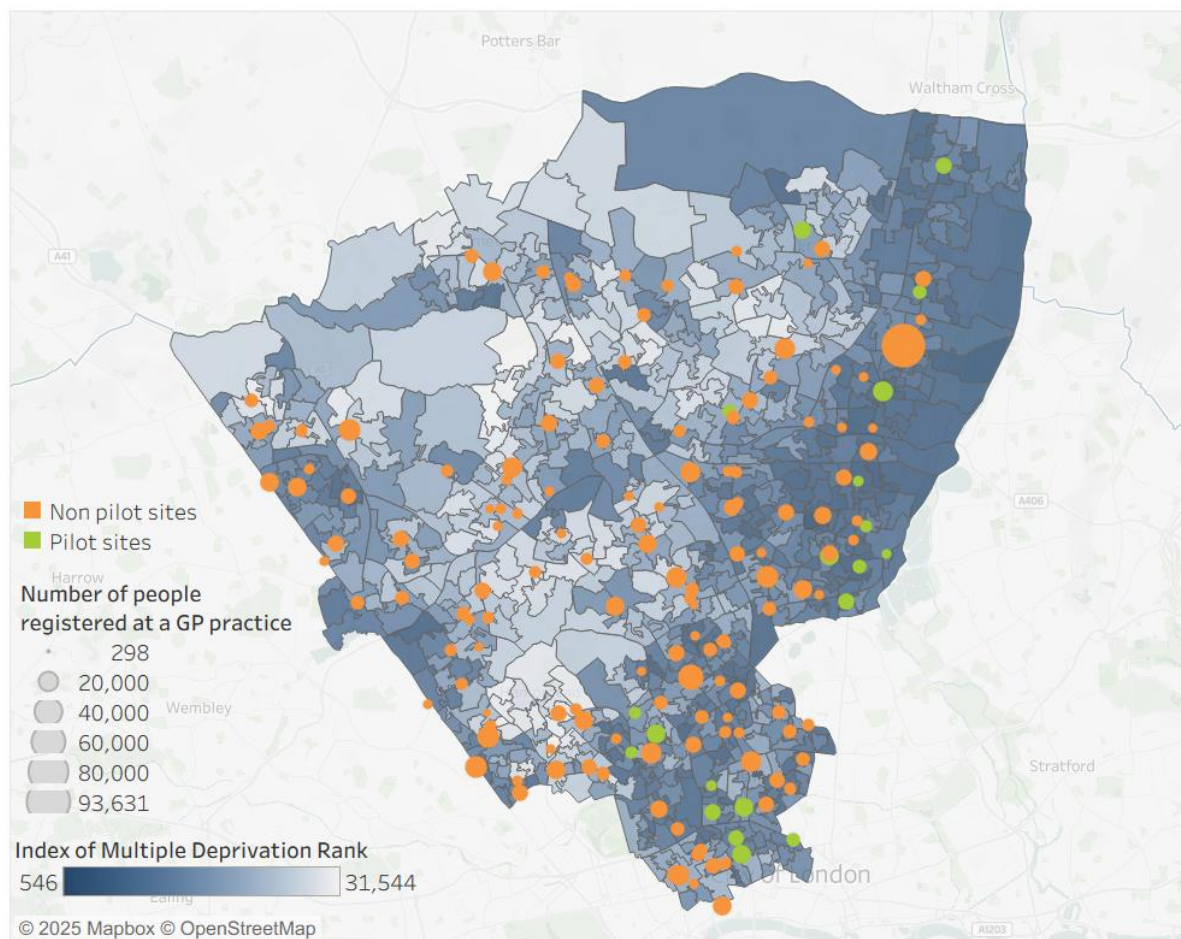 Potters Bar
Waltham Cross
A41
A1
A406
Non pilot sites
Pilot sites
Harrow
Number of people
registered at a GP practice
298
20,000
40,000
60,000
80,000
93,631
Wembley
Stratford
Index of Multiple Deprivation Rank
546
31,544
of London
Ealing
A1203
© 2025 Mapbox © OpenStreetMap